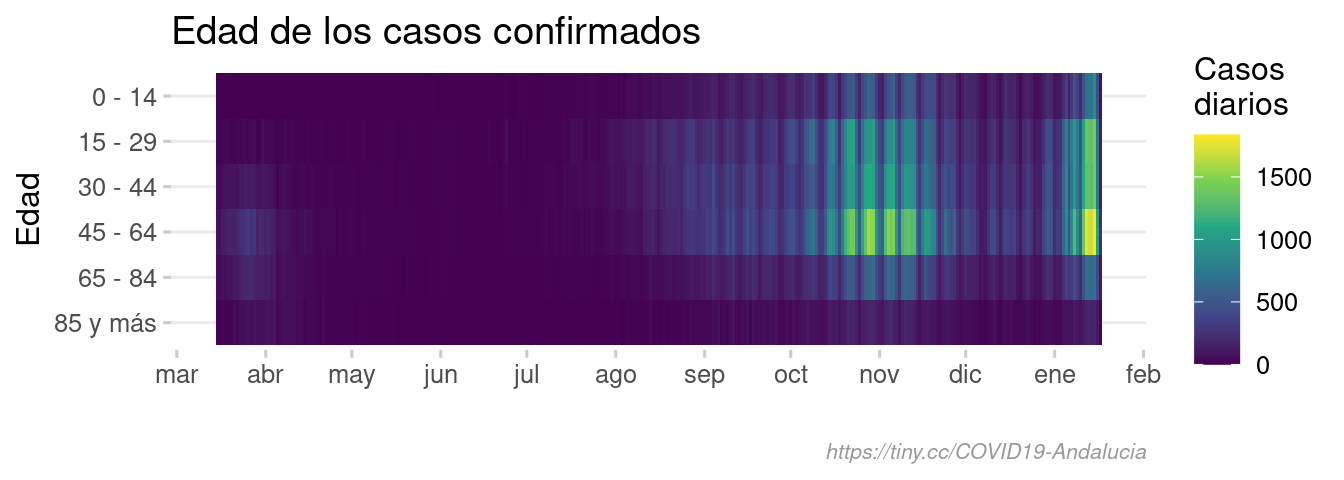 Edad de los casos confirmados
Edad
0 - 14
15 - 29
30 - 44
45 - 64
65 - 84
85 y más
mar abr may jun jul ago sep oct nov dic ene feb
Casos
diarios
1500
1000
500
0
https://tiny.cc/COVID19-Andalucia